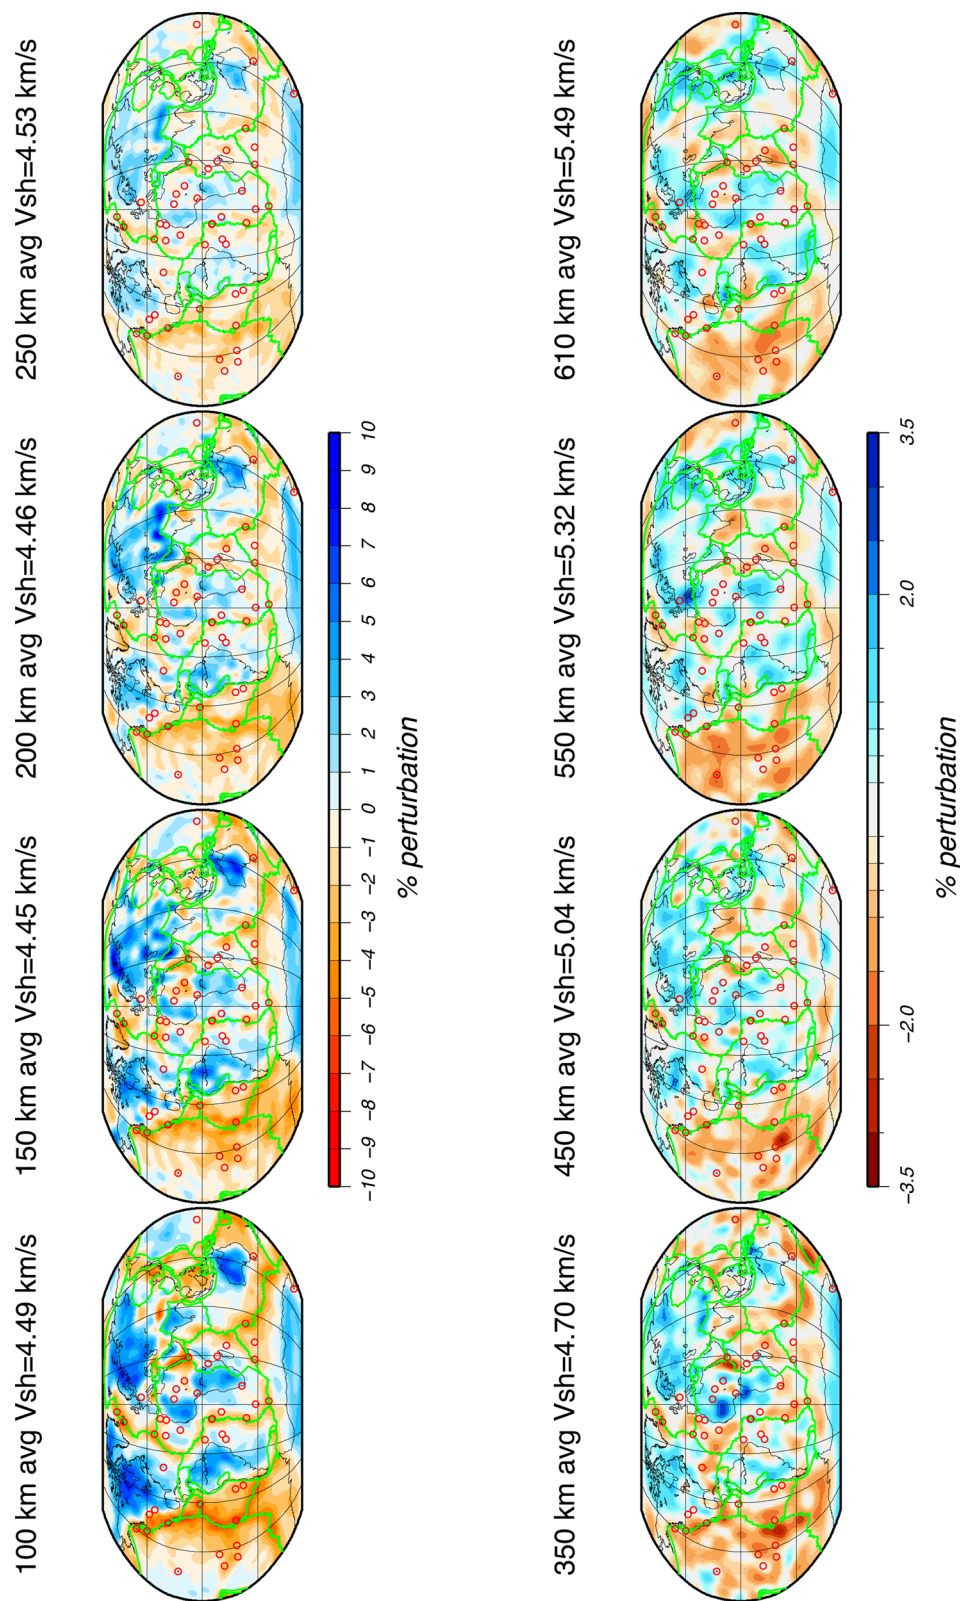 100 km avg Vsh=4.49 km/s
150 km avg Vsh=4.45 km/s
200 km avg Vsh=4.46 km/s
250 km avg Vsh=4.53 km/s
−10 −9 −8 −7 −6 −5 −4 −3 −2 −1 0 1 2 3 4 5 6 7 8 9 10
% perturbation
350 km avg Vsh=4.70 km/s
450 km avg Vsh=5.04 km/s
550 km avg Vsh=5.32 km/s
610 km avg Vsh=5.49 km/s
−3.5 −2.0 2.0 3.5
% perturbation